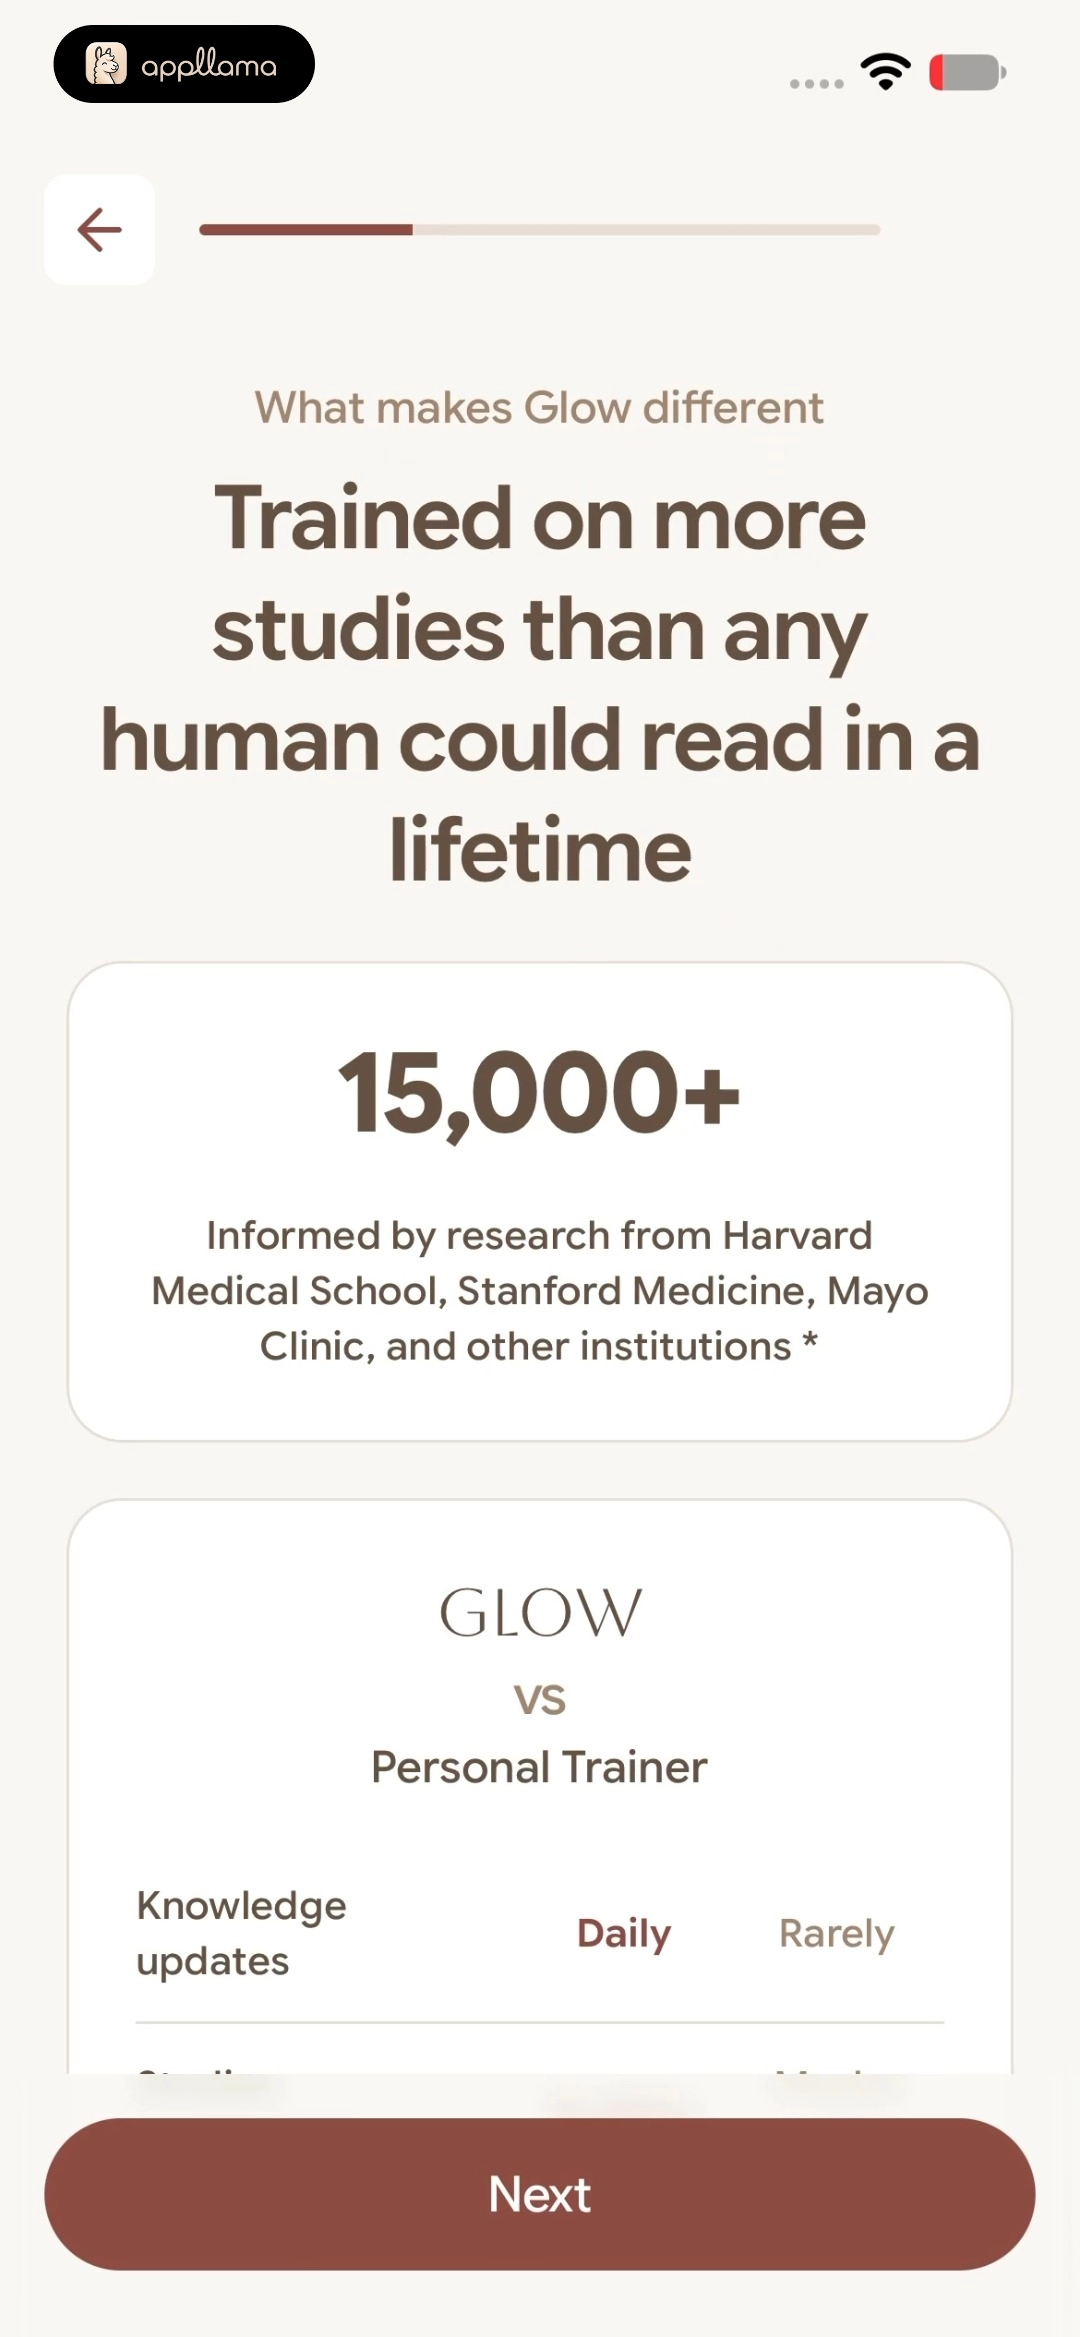 appllama
What makes Glow different
Trained on more
studies than any
human could read in a
lifetime
15,000+
Informed by research from Harvard
Medical School, Stanford Medicine, Mayo
Clinic, and other institutions *
GLOW
VS
Personal Trainer
Knowledge
updates
Daily
Rarely
Next